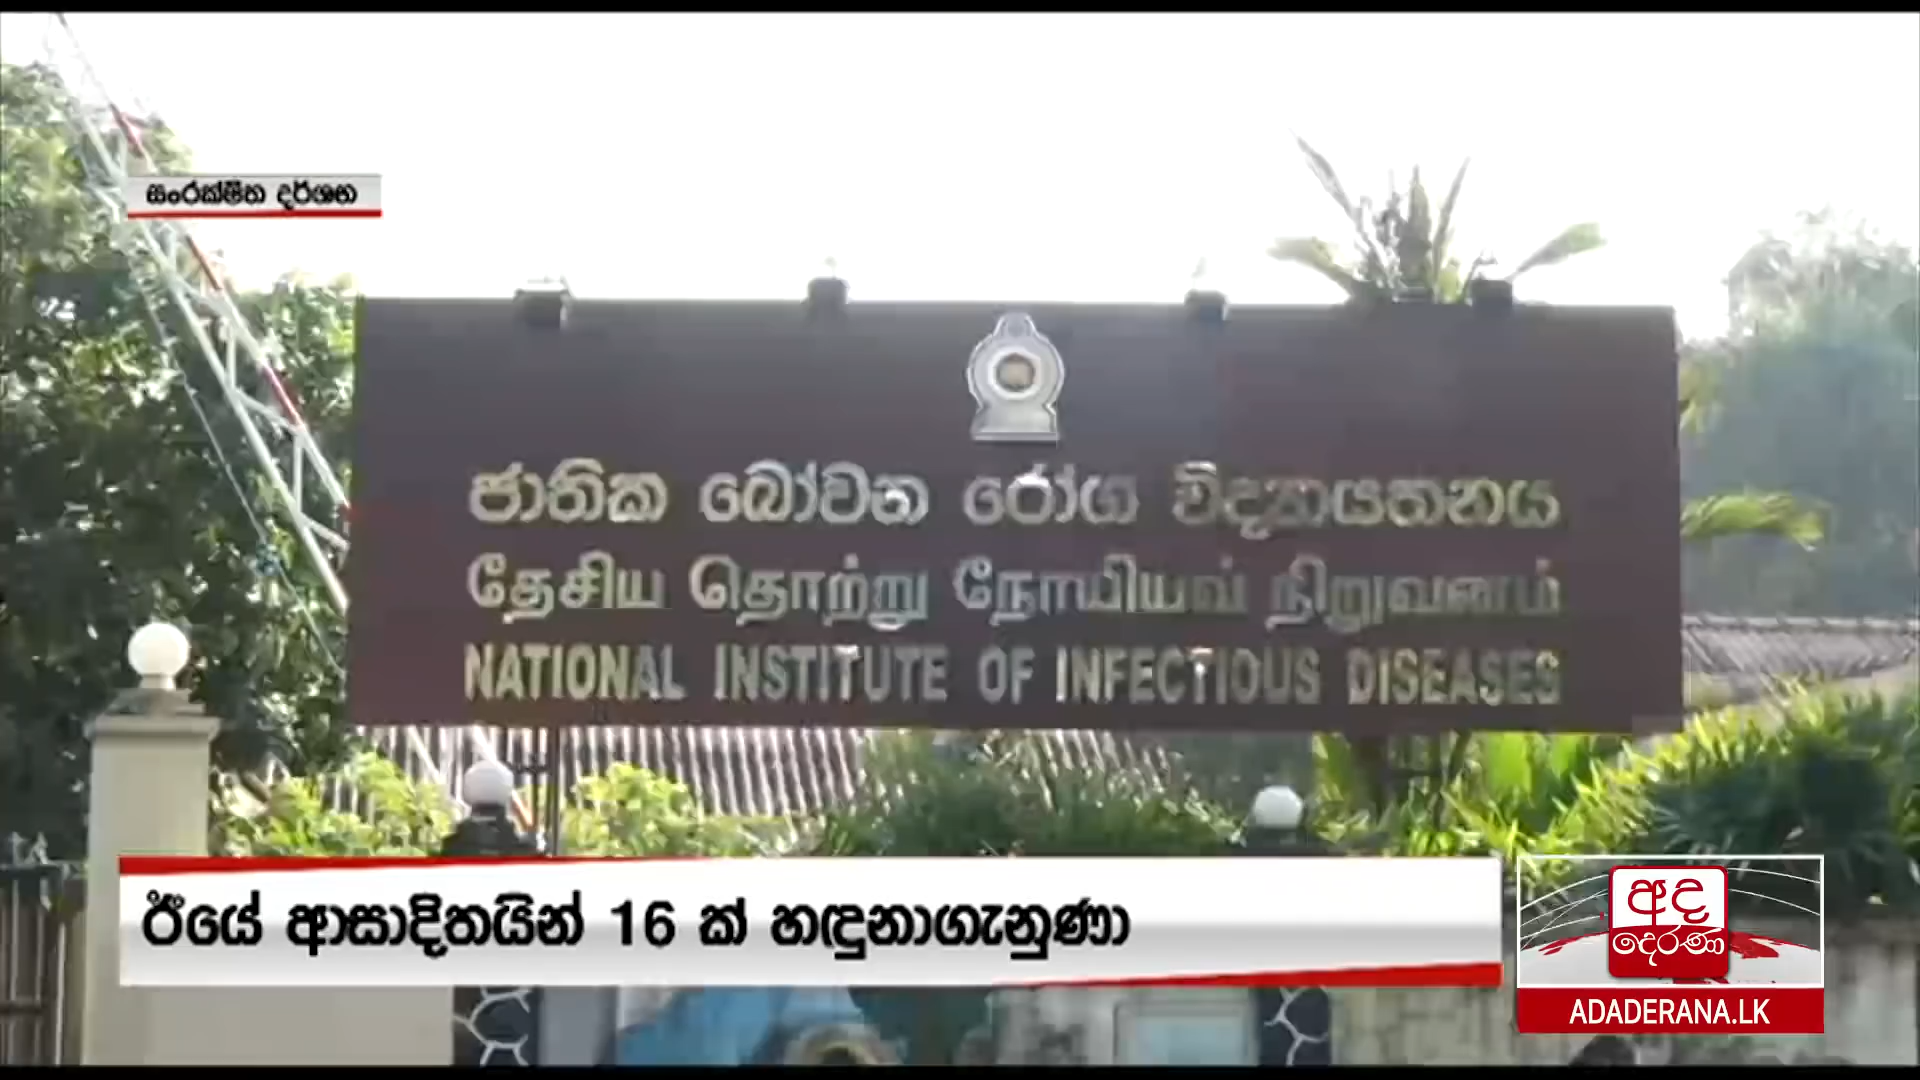 සංරක්ෂිත දර්ශන
ජාතික බෝවන රෝග විද්‍යායතනය
தேசிய தொற்று நோயியல் நிறுவனம்
NATIONAL INSTITUTE OF INFECTIOUS DISEASES
ඊයේ ආසාදිතයින් 16 ක් හඳුනාගැනුණා
අද
දෙරණ
ADADERANA.LK